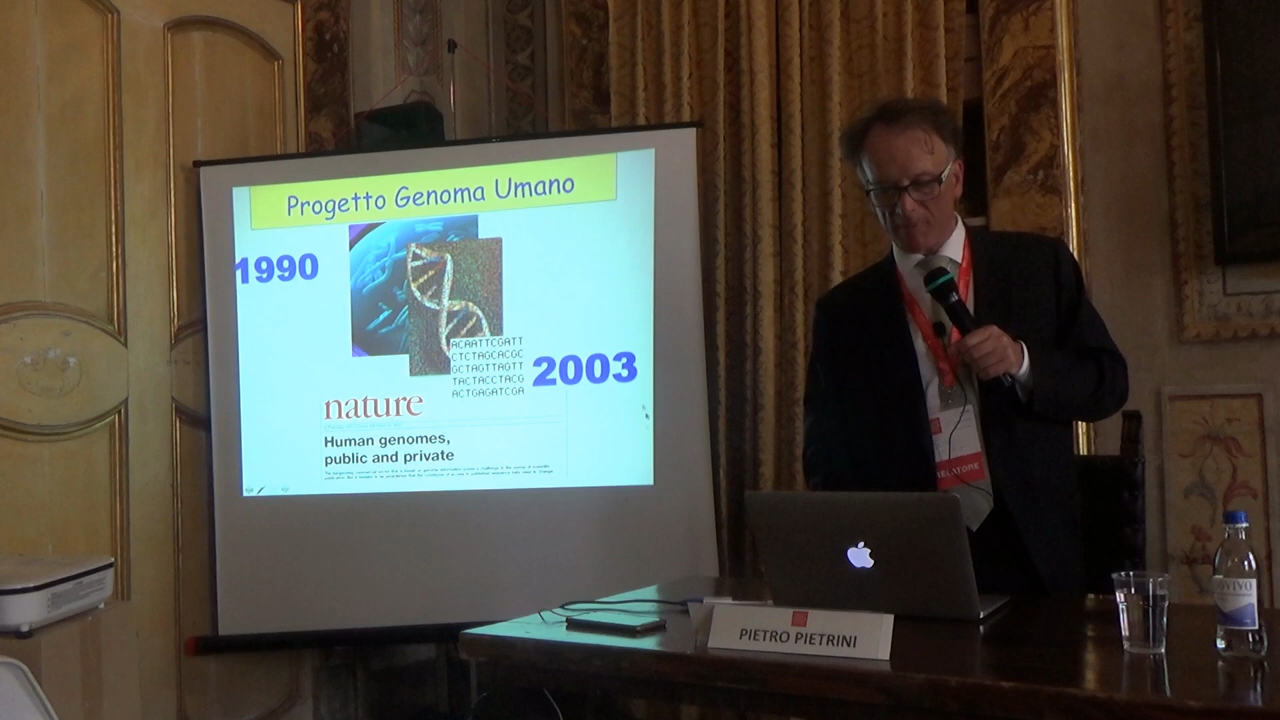 Progetto Genoma Umano
1990
ACAATTCGATT
CTCTAGCACGC
GCTAGTTAGTT
TACTACCTACG
ACTGAGATCGA
2003
nature
Human genomes,
public and private
RELATORE
PIETRO PIETRINI